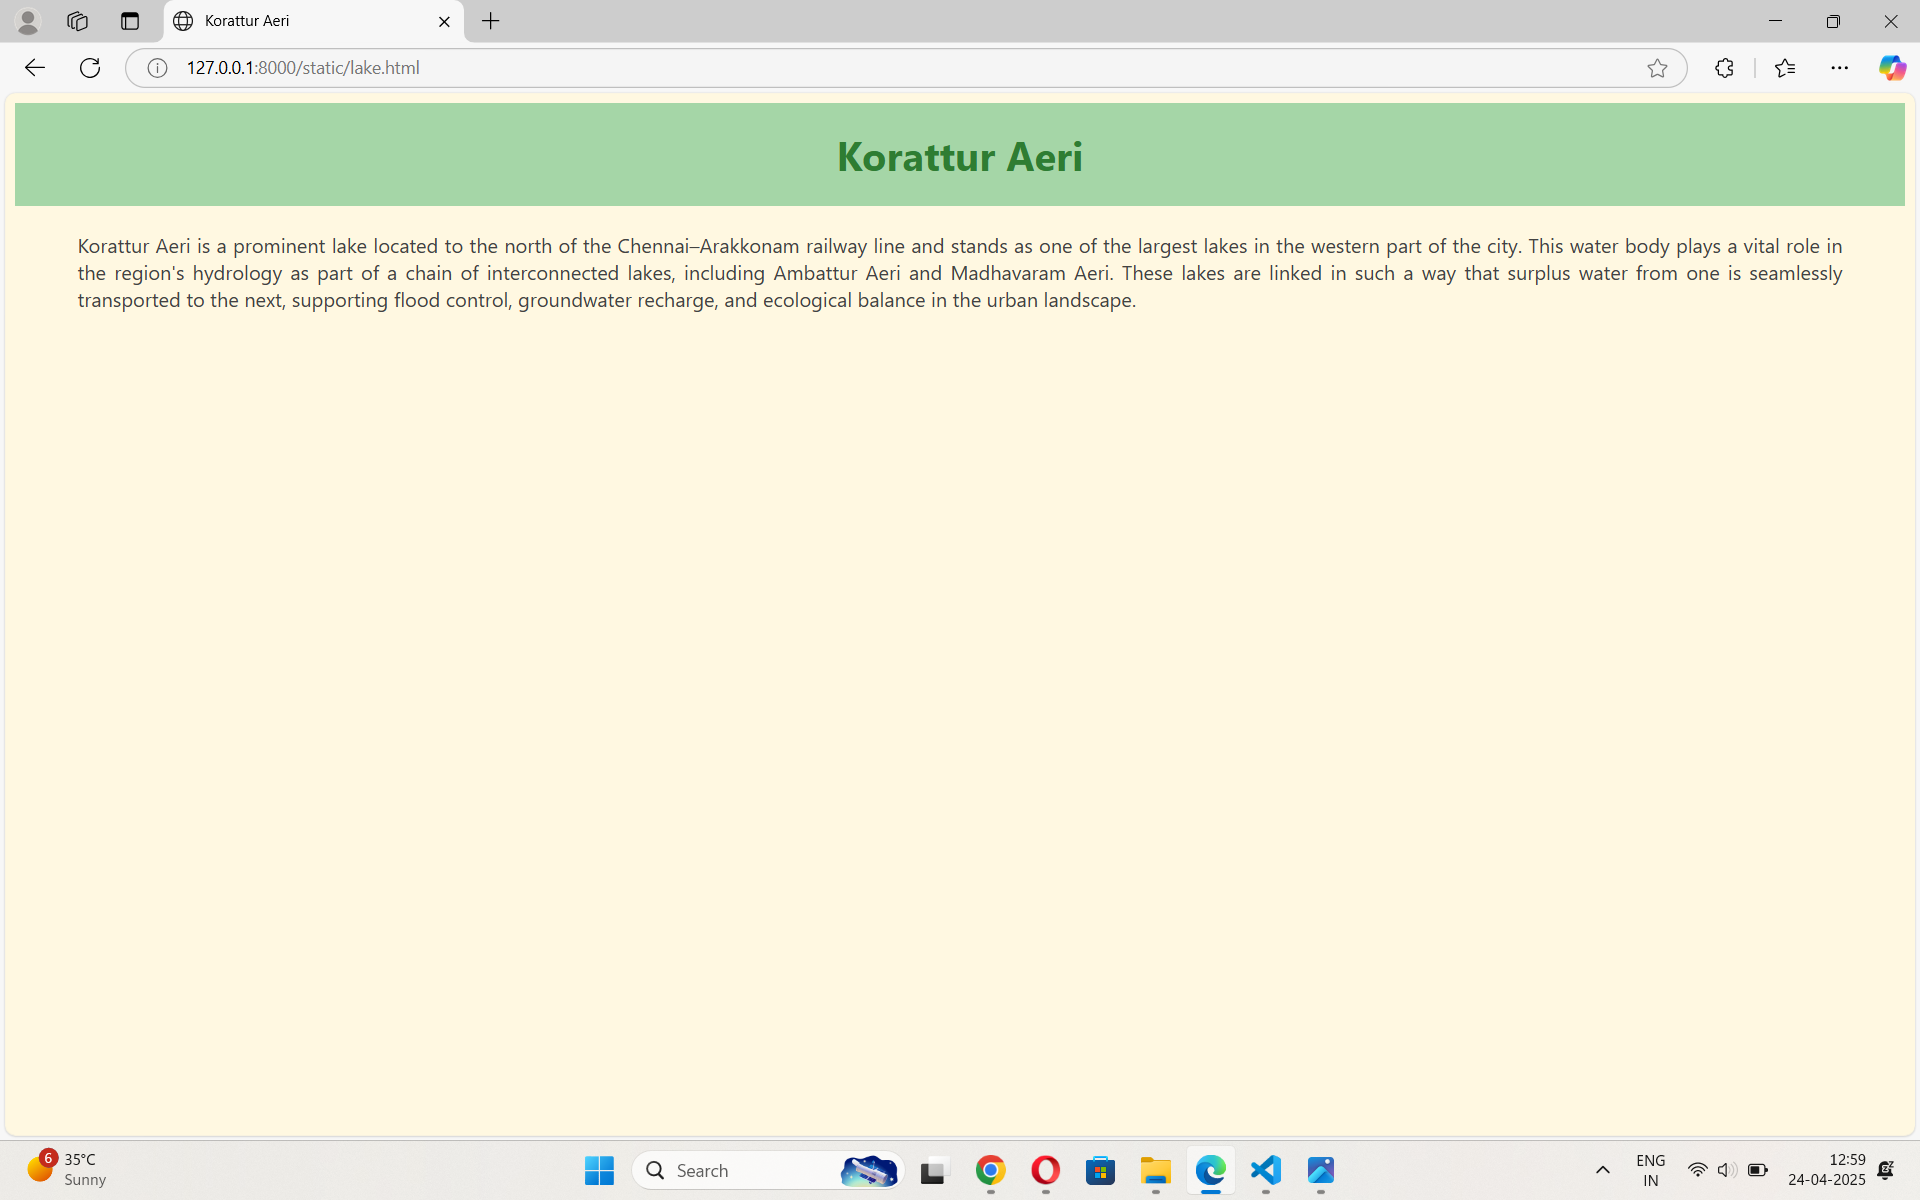 Korattur Aeri
127.0.0.1:8000/static/lake.html
Korattur Aeri
Korattur Aeri is a prominent lake located to the north of the Chennai–Arakkonam railway line and stands as one of the largest lakes in the western part of the city. This water body plays a vital role in
the region's hydrology as part of a chain of interconnected lakes, including Ambattur Aeri and Madhavaram Aeri. These lakes are linked in such a way that surplus water from one is seamlessly
transported to the next, supporting flood control, groundwater recharge, and ecological balance in the urban landscape.
6
35°C
Sunny
Search
ENG
IN
12:59
24-04-2025